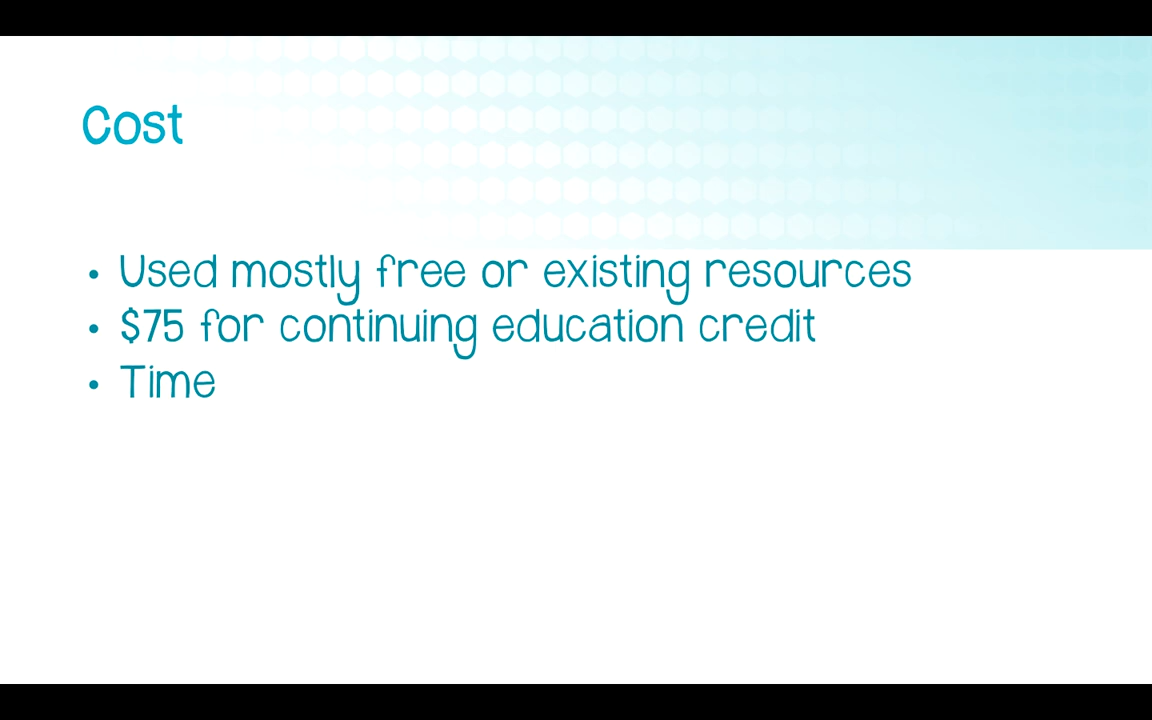 Cost
• Used mostly free or existing resources
• $75 for continuing education credit
• Time